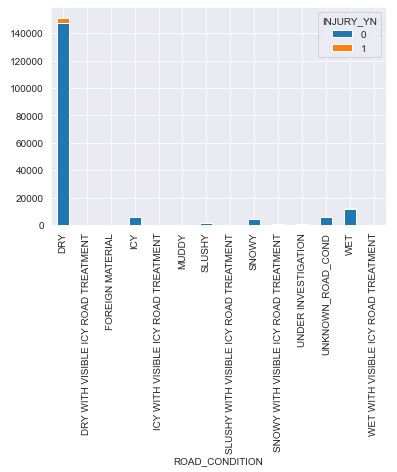 INJURY_YN
0
1
140000
120000
100000
80000
60000
40000
20000
0
DRY
DRY WITH VISIBLE ICY ROAD TREATMENT
FOREIGN MATERIAL
ICY
ICY WITH VISIBLE ICY ROAD TREATMENT
MUDDY
SLUSHY
SLUSHY WITH VISIBLE ICY ROAD TREATMENT
SNOWY
SNOWY WITH VISIBLE ICY ROAD TREATMENT
UNDER INVESTIGATION
UNKNOWN_ROAD_COND
WET
WET WITH VISIBLE ICY ROAD TREATMENT
ROAD_CONDITION